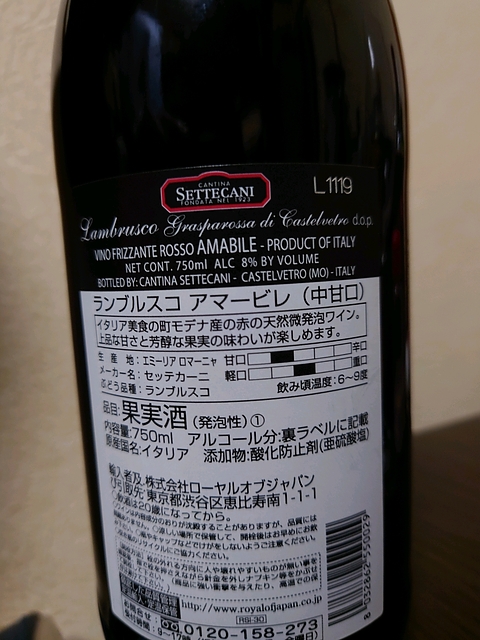 CANTINA
SETTECANI
FONDATA NEL 1923
L1119
Lambrusco Grasparossa di Castelvetro d.o.p.
VINO FRIZZANTE ROSSO AMABILE - PRODUCT OF ITALY
NET CONT. 750ml ALC 8% BY VOLUME
BOTTLED BY: CANTINA SETTECANI - CASTELVETRO (MO) - ITALY
ランブルスコ アマービレ（中甘口）
イタリア美食の町モデナ産の赤の天然微発泡ワイン。
上品な甘さと芳醇な果実の味わいが楽しめます。
生産地：エミーリア ロマーニャ 甘口 辛口
メーカー名：セッテカーニ 軽口 重口
ぶどう品種：ランブルスコ 飲み頃温度：6～9度
品目:果実酒（発泡性）①
内容量:750ml アルコール分:裏ラベルに記載
原産国名:イタリア 添加物:酸化防止剤(亜硫酸塩)
輸入者及 株式会社ローヤルオブジャパン
び引取先:東京都渋谷区恵比寿南1-1-1
飲酒は20歳になってから。
http://www.royalofjapan.co.jp
RSI-30
0120-158-273